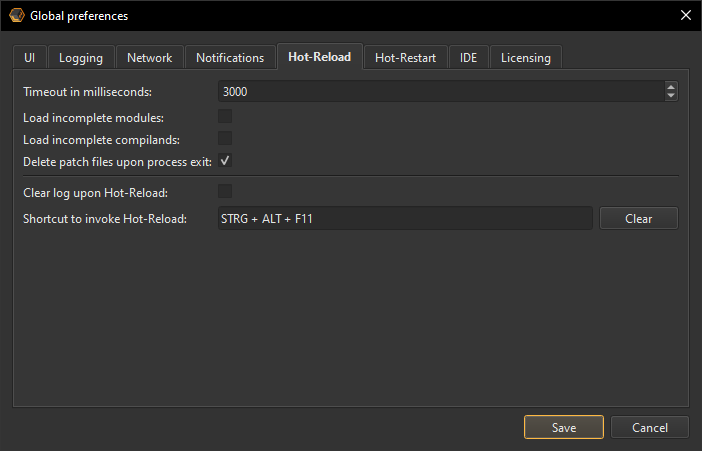 Global preferences
UI Logging Network Notifications Hot-Reload Hot-Restart IDE Licensing
Timeout in milliseconds: 3000
Load incomplete modules:
Load incomplete compilands:
Delete patch files upon process exit:
Clear log upon Hot-Reload:
Shortcut to invoke Hot-Reload: STRG + ALT + F11 Clear
Save Cancel